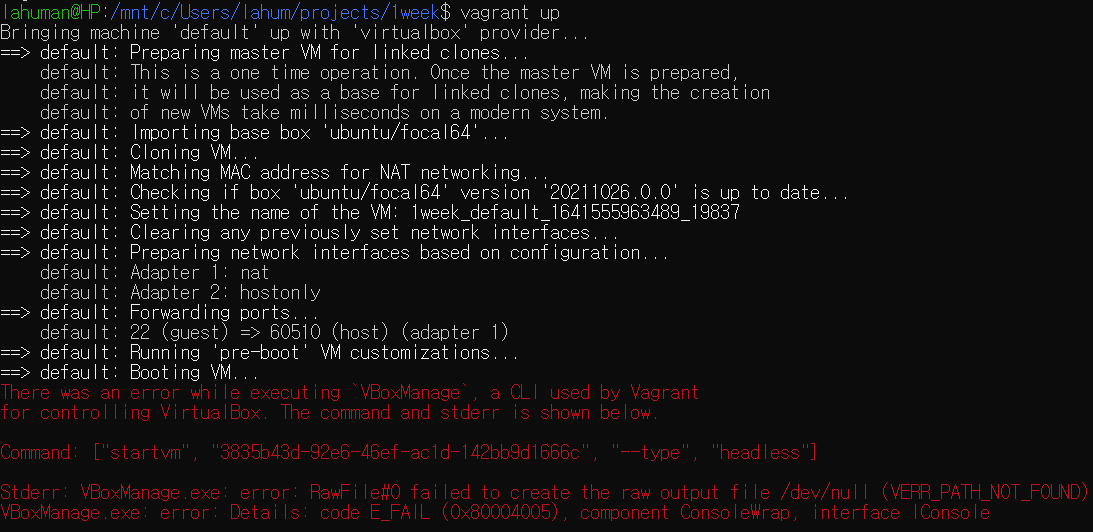 lahuman@HP:/mnt/c/Users/lahum/projects/1week$ vagrant up
Bringing machine 'default' up with 'virtualbox' provider...
==> default: Preparing master VM for linked clones...
    default: This is a one time operation. Once the master VM is prepared,
    default: it will be used as a base for linked clones, making the creation
    default: of new VMs take milliseconds on a modern system.
==> default: Importing base box 'ubuntu/focal64'...
==> default: Cloning VM...
==> default: Matching MAC address for NAT networking...
==> default: Checking if box 'ubuntu/focal64' version '20211026.0.0' is up to date...
==> default: Setting the name of the VM: 1week_default_1641555963489_19837
==> default: Clearing any previously set network interfaces...
==> default: Preparing network interfaces based on configuration...
    default: Adapter 1: nat
    default: Adapter 2: hostonly
==> default: Forwarding ports...
    default: 22 (guest) => 60510 (host) (adapter 1)
==> default: Running 'pre-boot' VM customizations...
==> default: Booting VM...
There was an error while executing `VBoxManage`, a CLI used by Vagrant
for controlling VirtualBox. The command and stderr is shown below.

Command: ["startvm", "3835b43d-92e6-46ef-ac1d-142bb9d1666c", "--type", "headless"]

Stderr: VBoxManage.exe: error: RawFile#0 failed to create the raw output file /dev/null (VERR_PATH_NOT_FOUND)
VBoxManage.exe: error: Details: code E_FAIL (0x80004005), component ConsoleWrap, interface IConsole